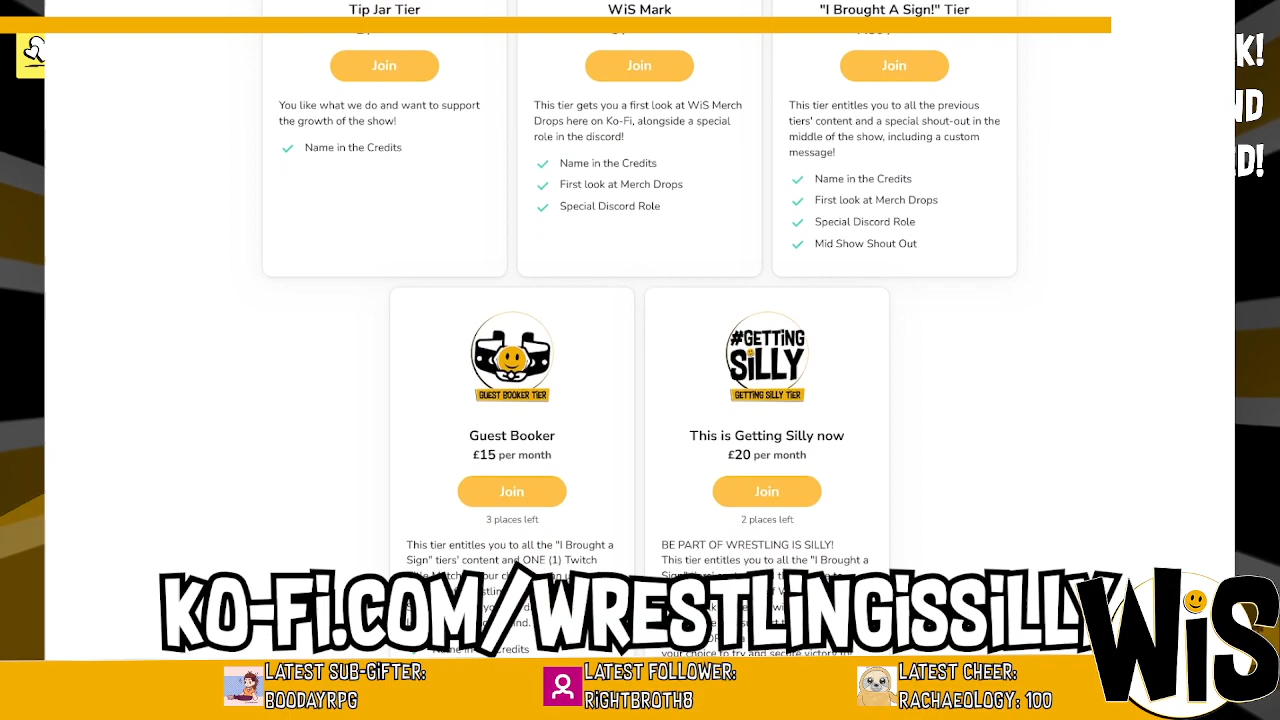 Tip Jar Tier
WiS Mark
"I Brought A Sign!" Tier
K!
ND
D!
Join
Join
Join
You like what we do and want to support
the growth of the show!
Name in the Credits
This tier gets you a first look at WiS Merch
Drops here on Ko-Fi, alongside a special
role in the discord!
Name in the Credits
First look at Merch Drops
Special Discord Role
This tier entitles you to all the previous
tiers' content and a special shout-out in the
middle of the show, including a custom
message!
Name in the Credits
First look at Merch Drops
Special Discord Role
Mid Show Shout Out
GUEST BOOKER TIER
Guest Booker
£15 per month
Join
3 places left
This tier entitles you to all the "I Brought a
Sign" tiers' content and ONE (1) Twitch
#GETTiNG
SiLLY
GETTING SILLY TIER
This is Getting Silly now
£20 per month
Join
2 places left
BE PART OF WRESTLING IS SILLY!
This tier entitles you to all the "I Brought a
your choice to try and secure victory in
KO-Fi.COM/WRESTLiNGiSSiLLY
WiS
LATEST SUB-GiFTER:
BOODAYRPG
LATEST FOLLOWER:
RiGHTBROTH8
LATEST CHEER:
RACHAEOLOGY: 100